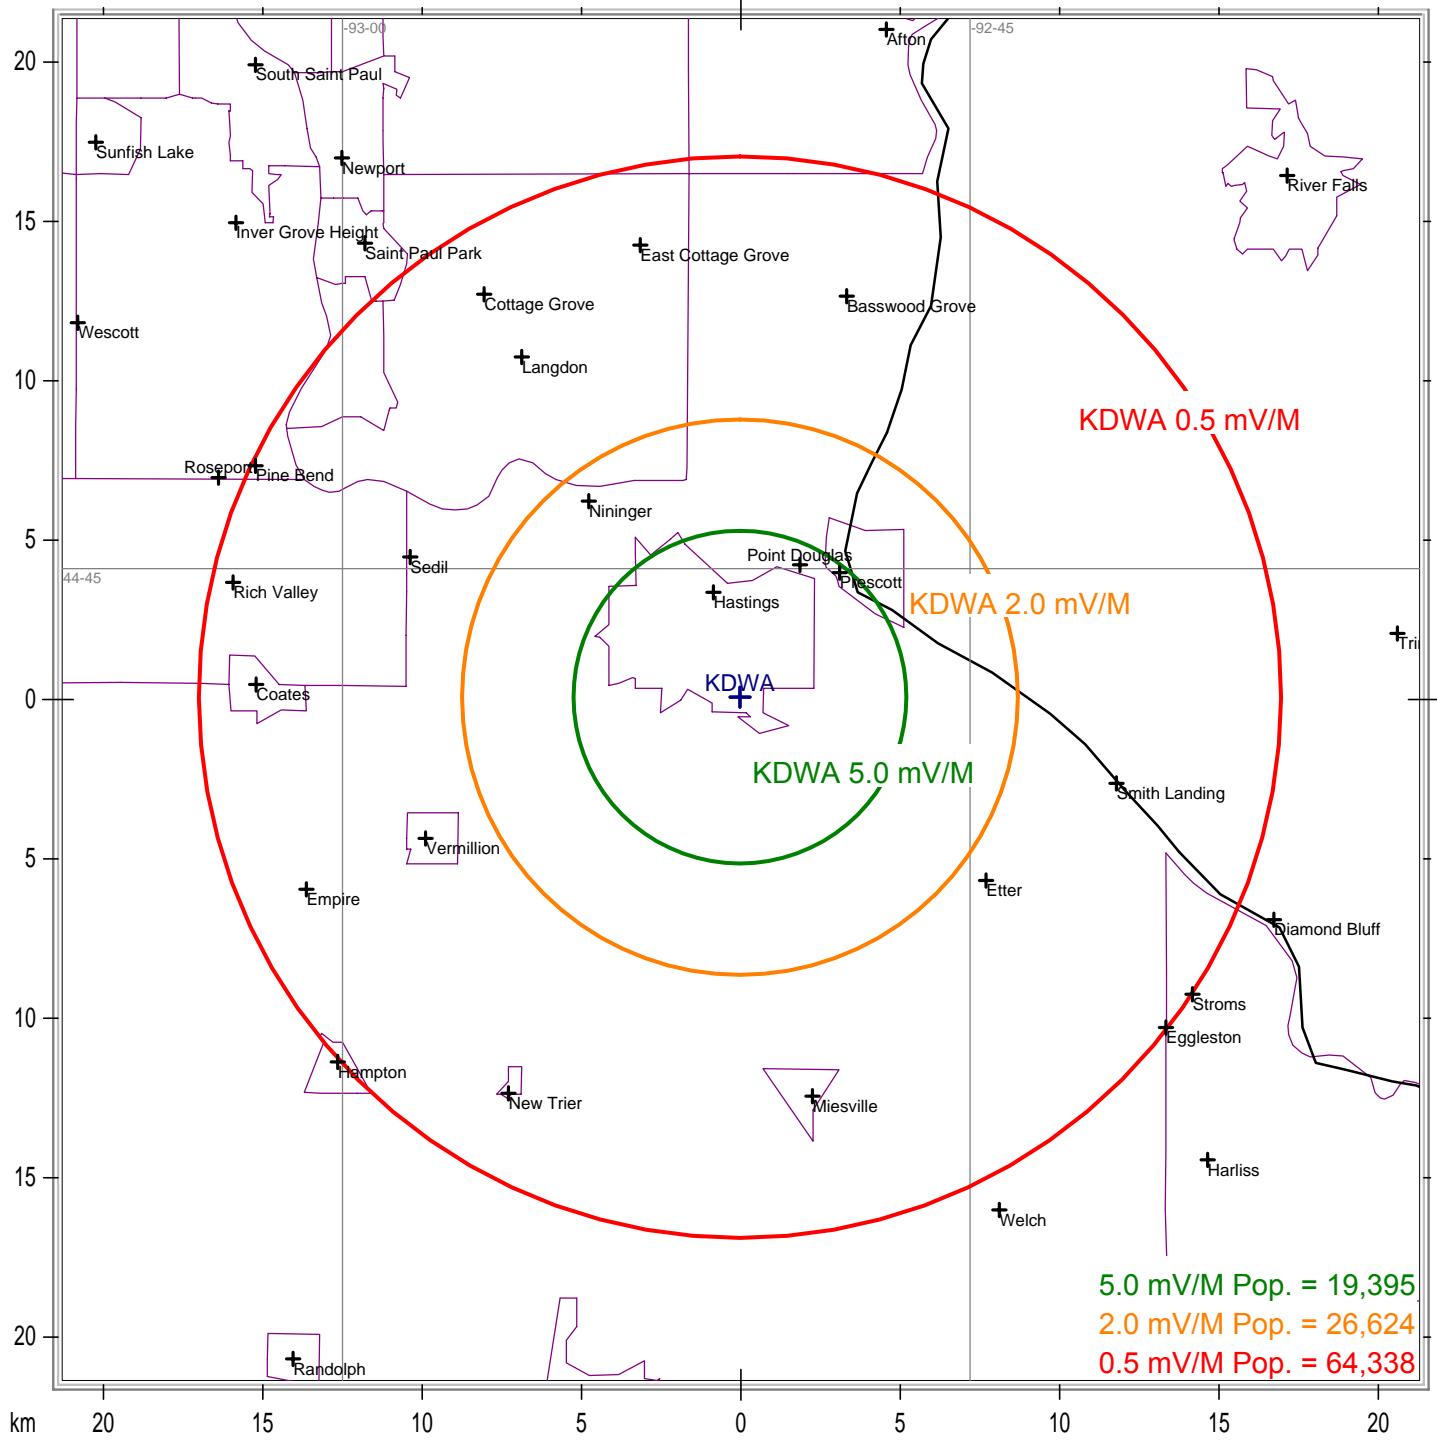 -93-00
-92-45
Afton
20
South Saint Paul
Sunfish Lake
Newport
River Falls
15
Inver Grove Height
Saint Paul Park
East Cottage Grove
Cottage Grove
Basswood Grove
Wescott
Langdon
10
KDWA 0.5 mV/M
Rosepor
Pine Bend
Nininger
5
Point Douglas
Sedil
44-45
Prescott
Rich Valley
Hastings
KDWA 2.0 mV/M
Tri
KDWA
Coates
0
KDWA 5.0 mV/M
Smith Landing
Vermillion
5
Empire
Etter
Diamond Bluff
Stroms
10
Eggleston
Hampton
New Trier
Miesville
Harliss
15
Welch
5.0 mV/M Pop. = 19,395
2.0 mV/M Pop. = 26,624
20
0.5 mV/M Pop. = 64,338
Randolph
km 20 15 10 5 0 5 10 15 20